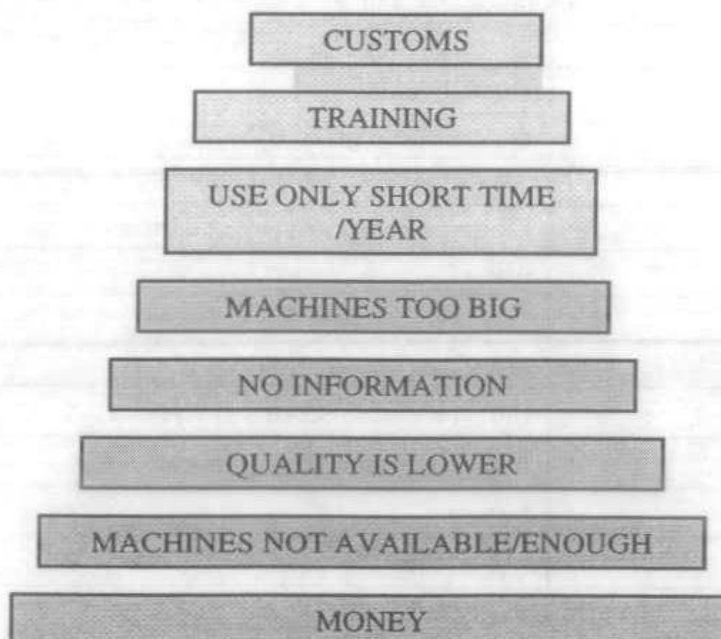 CUSTOMS
TRAINING
USE ONLY SHORT TIME
/YEAR
MACHINES TOO BIG
NO INFORMATION
QUALITY IS LOWER
MACHINES NOT AVAILABLE/ENOUGH
MONEY